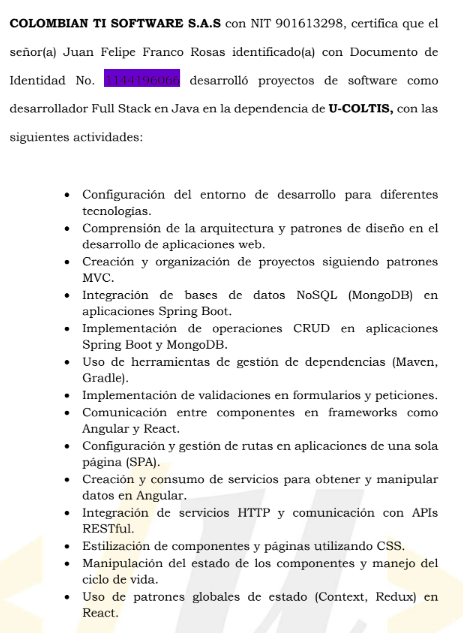 COLOMBIAN TI SOFTWARE S.A.S con NIT 901613298, certifica que el
señor(a) Juan Felipe Franco Rosas identificado(a) con Documento de
Identidad No. desarrolló proyectos de software como
desarrollador Full Stack en Java en la dependencia de U-COLTIS, con las
siguientes actividades:
• Configuración del entorno de desarrollo para diferentes
tecnologías.
• Comprensión de la arquitectura y patrones de diseño en el
desarrollo de aplicaciones web.
• Creación y organización de proyectos siguiendo patrones
MVC.
• Integración de bases de datos NoSQL (MongoDB) en
aplicaciones Spring Boot.
• Implementación de operaciones CRUD en aplicaciones
Spring Boot y MongoDB.
• Uso de herramientas de gestión de dependencias (Maven,
Gradle).
• Implementación de validaciones en formularios y peticiones.
• Comunicación entre componentes en frameworks como
Angular y React.
• Configuración y gestión de rutas en aplicaciones de una sola
página (SPA).
• Creación y consumo de servicios para obtener y manipular
datos en Angular.
• Integración de servicios HTTP y comunicación con APIs
RESTful.
• Estilización de componentes y páginas utilizando CSS.
• Manipulación del estado de los componentes y manejo del
ciclo de vida.
• Uso de patrones globales de estado (Context, Redux) en
React.